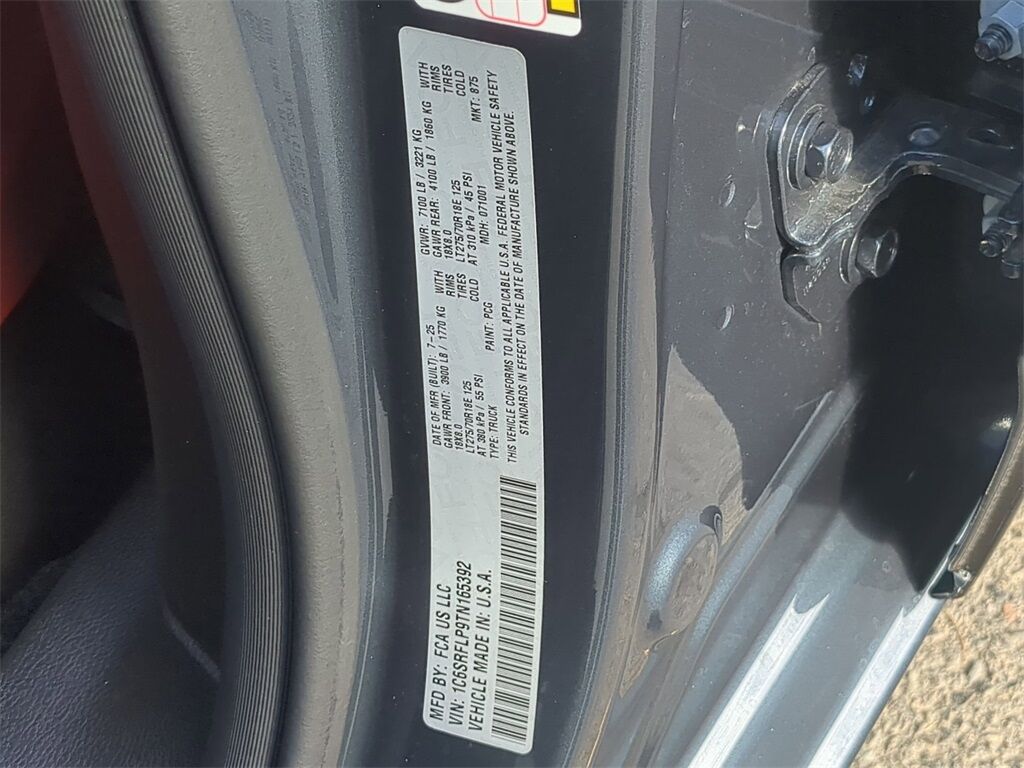 MFD BY: FCA US LLC
VIN: 1C6SRFLP9TN165392
VEHICLE MADE IN: U.S.A.
DATE OF MFR (BUILT): 7-25 GVWR: 7100 LB / 3221 KG
GAWR FRONT: 3900 LB / 1770 KG WITH GAWR REAR: 4100 LB / 1860 KG WITH
18X8.0 RIMS 18X8.0 RIMS
LT275/70R18E 125 TIRES LT275/70R18E 125 TIRES
AT 380 kPa / 55 PSI COLD AT 310 kPa / 45 PSI COLD
TYPE: TRUCK PAINT: PCG MDH: 071001 MKT: 875
THIS VEHICLE CONFORMS TO ALL APPLICABLE U.S.A. FEDERAL MOTOR VEHICLE SAFETY
STANDARDS IN EFFECT ON THE DATE OF MANUFACTURE SHOWN ABOVE.